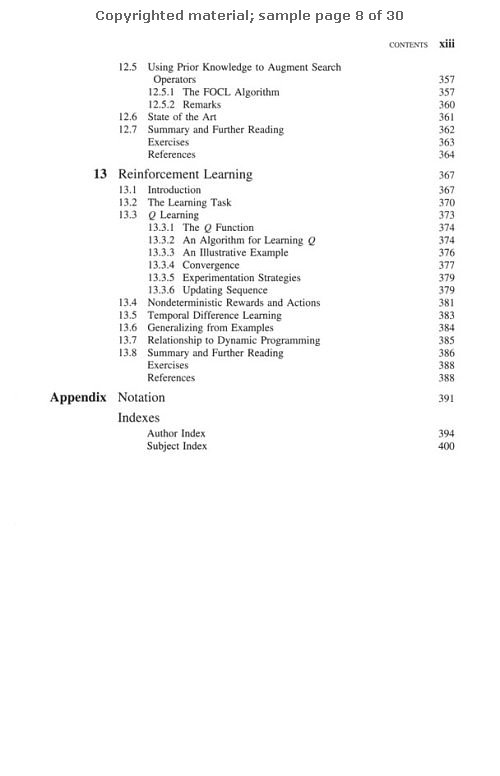 Copyrighted material; sample page 8 of 30
CONTENTS xiii
12.5 Using Prior Knowledge to Augment Search
Operators 357
12.5.1 The FOCL Algorithm 357
12.5.2 Remarks 360
12.6 State of the Art 361
12.7 Summary and Further Reading 362
Exercises 363
References 364
13 Reinforcement Learning 367
13.1 Introduction 367
13.2 The Learning Task 370
13.3 Q Learning 373
13.3.1 The Q Function 374
13.3.2 An Algorithm for Learning Q 374
13.3.3 An Illustrative Example 376
13.3.4 Convergence 377
13.3.5 Experimentation Strategies 379
13.3.6 Updating Sequence 379
13.4 Nondeterministic Rewards and Actions 381
13.5 Temporal Difference Learning 383
13.6 Generalizing from Examples 384
13.7 Relationship to Dynamic Programming 385
13.8 Summary and Further Reading 386
Exercises 388
References 388
Appendix Notation 391
Indexes
Author Index 394
Subject Index 400